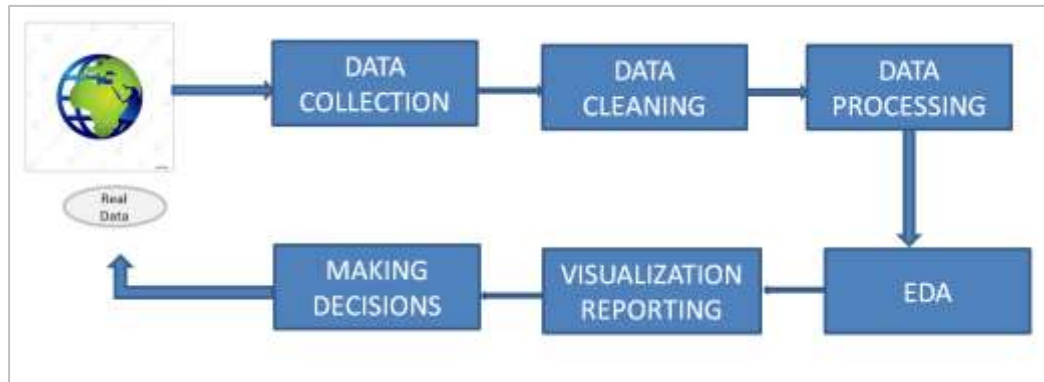 DATA
COLLECTION
DATA
CLEANING
DATA
PROCESSING
Real
Data
MAKING
DECISIONS
VISUALIZATION
REPORTING
EDA